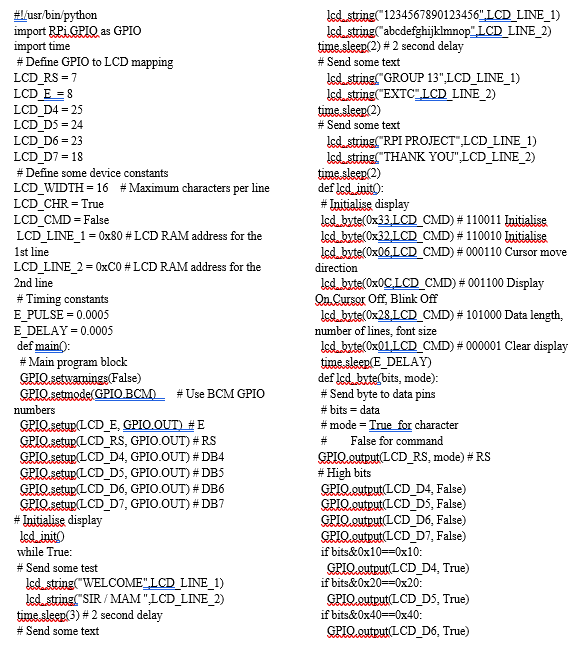 #!/usr/bin/python
import RPi.GPIO as GPIO
import time
# Define GPIO to LCD mapping
LCD_RS = 7
LCD_E = 8
LCD_D4 = 25
LCD_D5 = 24
LCD_D6 = 23
LCD_D7 = 18
# Define some device constants
LCD_WIDTH = 16    # Maximum characters per line
LCD_CHR = True
LCD_CMD = False
LCD_LINE_1 = 0x80 # LCD RAM address for the
1st line
LCD_LINE_2 = 0xC0 # LCD RAM address for the
2nd line
# Timing constants
E_PULSE = 0.0005
E_DELAY = 0.0005
def main():
# Main program block
GPIO.setwarnings(False)
GPIO.setmode(GPIO.BCM)    # Use BCM GPIO
numbers
GPIO.setup(LCD_E, GPIO.OUT)  # E
GPIO.setup(LCD_RS, GPIO.OUT) # RS
GPIO.setup(LCD_D4, GPIO.OUT) # DB4
GPIO.setup(LCD_D5, GPIO.OUT) # DB5
GPIO.setup(LCD_D6, GPIO.OUT) # DB6
GPIO.setup(LCD_D7, GPIO.OUT) # DB7
# Initialise display
lcd_init()
while True:
# Send some test
lcd_string("WELCOME",LCD_LINE_1)
lcd_string("SIR / MAM ",LCD_LINE_2)
time.sleep(3) # 2 second delay
# Send some text
lcd_string("1234567890123456",LCD_LINE_1)
lcd_string("abcdefghijklmnop",LCD_LINE_2)
time.sleep(2) # 2 second delay
# Send some text
lcd_string("GROUP 13",LCD_LINE_1)
lcd_string("EXTC",LCD_LINE_2)
time.sleep(2)
# Send some text
lcd_string("RPI PROJECT",LCD_LINE_1)
lcd_string("THANK YOU",LCD_LINE_2)
time.sleep(2)
def lcd_init():
# Initialise display
lcd_byte(0x33,LCD_CMD) # 110011 Initialise
lcd_byte(0x32,LCD_CMD) # 110010 Initialise
lcd_byte(0x06,LCD_CMD) # 000110 Cursor move
direction
lcd_byte(0x0C,LCD_CMD) # 001100 Display
On,Cursor Off, Blink Off
lcd_byte(0x28,LCD_CMD) # 101000 Data length,
number of lines, font size
lcd_byte(0x01,LCD_CMD) # 000001 Clear display
time.sleep(E_DELAY)
def lcd_byte(bits, mode):
# Send byte to data pins
# bits = data
# mode = True  for character
#        False for command
GPIO.output(LCD_RS, mode) # RS
# High bits
GPIO.output(LCD_D4, False)
GPIO.output(LCD_D5, False)
GPIO.output(LCD_D6, False)
GPIO.output(LCD_D7, False)
if bits&0x10==0x10:
GPIO.output(LCD_D4, True)
if bits&0x20==0x20:
GPIO.output(LCD_D5, True)
if bits&0x40==0x40:
GPIO.output(LCD_D6, True)